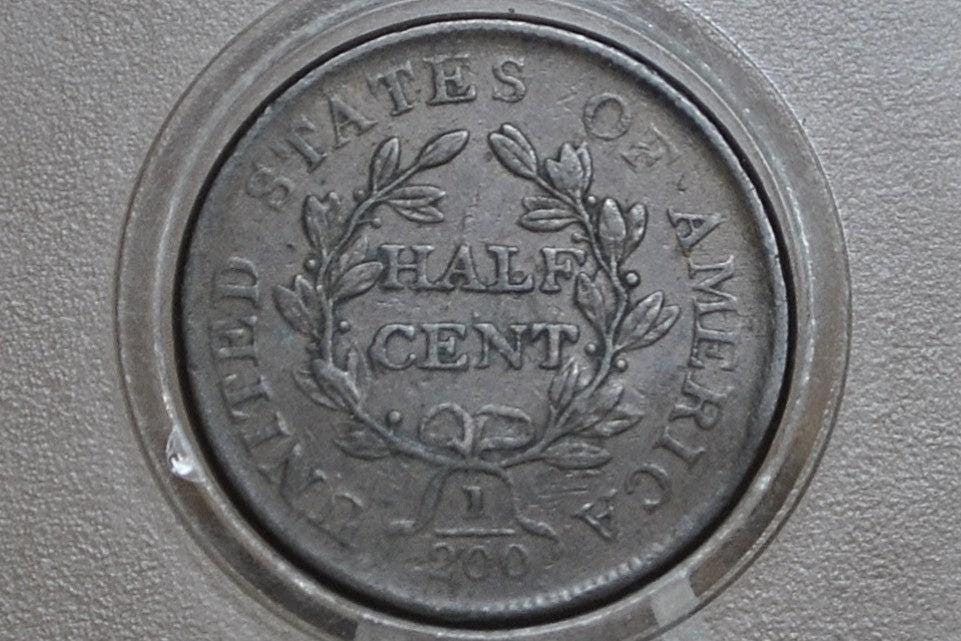 UNITED STATES OF AMERICA
HALF
CENT
1
200